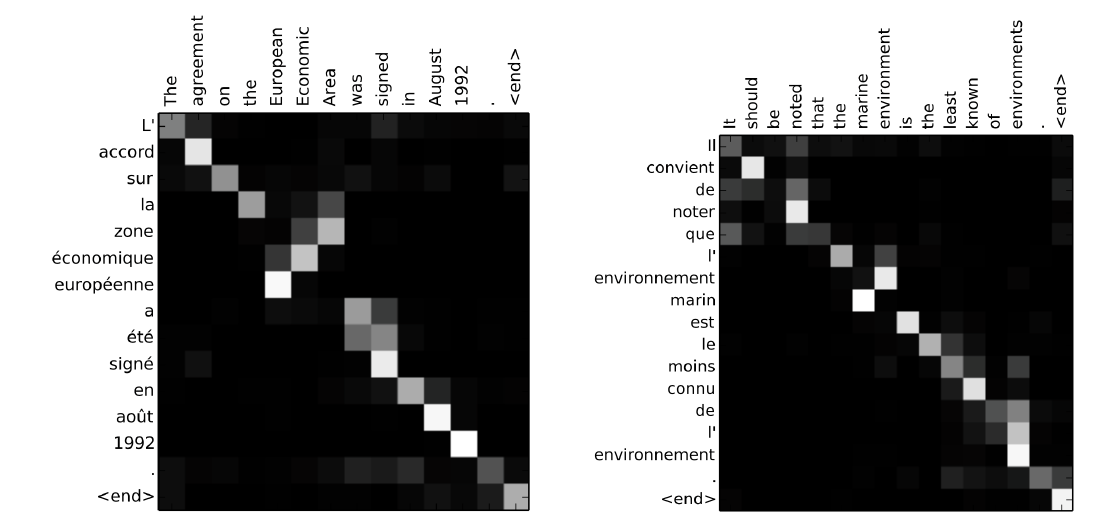 The agreement on the European Economic Area was signed in August 1992 . <end>
L'
accord
sur
la
zone
économique
européenne
a
été
signé
en
août
1992
.
<end>
It should be noted that the marine environment is the least known of environments . <end>
Il
convient
de
noter
que
l'
environnement
marin
est
le
moins
connu
de
l'
environnement
.
<end>